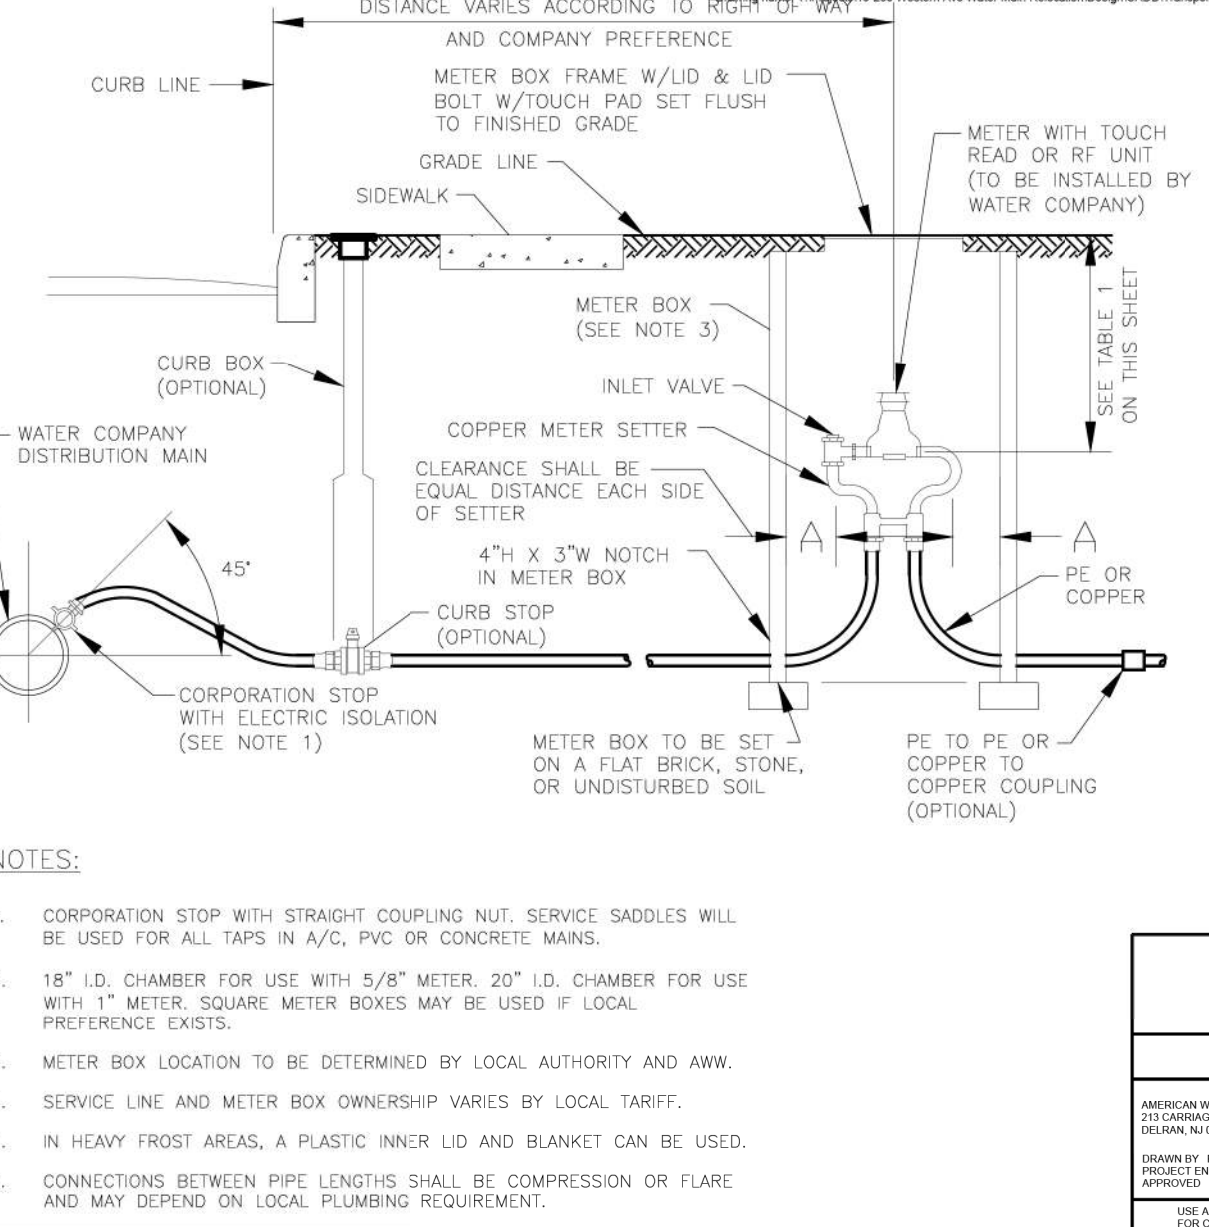 DISTANCE VARIES ACCORDING TO RIGHT OF WAY
AND COMPANY PREFERENCE
CURB LINE
METER BOX FRAME W/LID & LID
BOLT W/TOUCH PAD SET FLUSH
TO FINISHED GRADE
METER WITH TOUCH
READ OR RF UNIT
(TO BE INSTALLED BY
WATER COMPANY)
GRADE LINE
SIDEWALK
METER BOX
(SEE NOTE 3)
SEE TABLE 1
ON THIS SHEET
CURB BOX
(OPTIONAL)
INLET VALVE
WATER COMPANY
DISTRIBUTION MAIN
COPPER METER SETTER
CLEARANCE SHALL BE
EQUAL DISTANCE EACH SIDE
OF SETTER
A
A
4"H X 3"W NOTCH
IN METER BOX
45°
PE OR
COPPER
CURB STOP
(OPTIONAL)
CORPORATION STOP
WITH ELECTRIC ISOLATION
(SEE NOTE 1)
METER BOX TO BE SET
ON A FLAT BRICK, STONE,
OR UNDISTURBED SOIL
PE TO PE OR
COPPER TO
COPPER COUPLING
(OPTIONAL)
NOTES:
CORPORATION STOP WITH STRAIGHT COUPLING NUT. SERVICE SADDLES WILL
BE USED FOR ALL TAPS IN A/C, PVC OR CONCRETE MAINS.
18" I.D. CHAMBER FOR USE WITH 5/8" METER. 20" I.D. CHAMBER FOR USE
WITH 1" METER. SQUARE METER BOXES MAY BE USED IF LOCAL
PREFERENCE EXISTS.
METER BOX LOCATION TO BE DETERMINED BY LOCAL AUTHORITY AND AWW.
SERVICE LINE AND METER BOX OWNERSHIP VARIES BY LOCAL TARIFF.
IN HEAVY FROST AREAS, A PLASTIC INNER LID AND BLANKET CAN BE USED.
CONNECTIONS BETWEEN PIPE LENGTHS SHALL BE COMPRESSION OR FLARE
AND MAY DEPEND ON LOCAL PLUMBING REQUIREMENT.
AMERICAN W
213 CARRIAG
DELRAN, NJ
DRAWN BY
PROJECT EN
APPROVED
USE A
FOR C